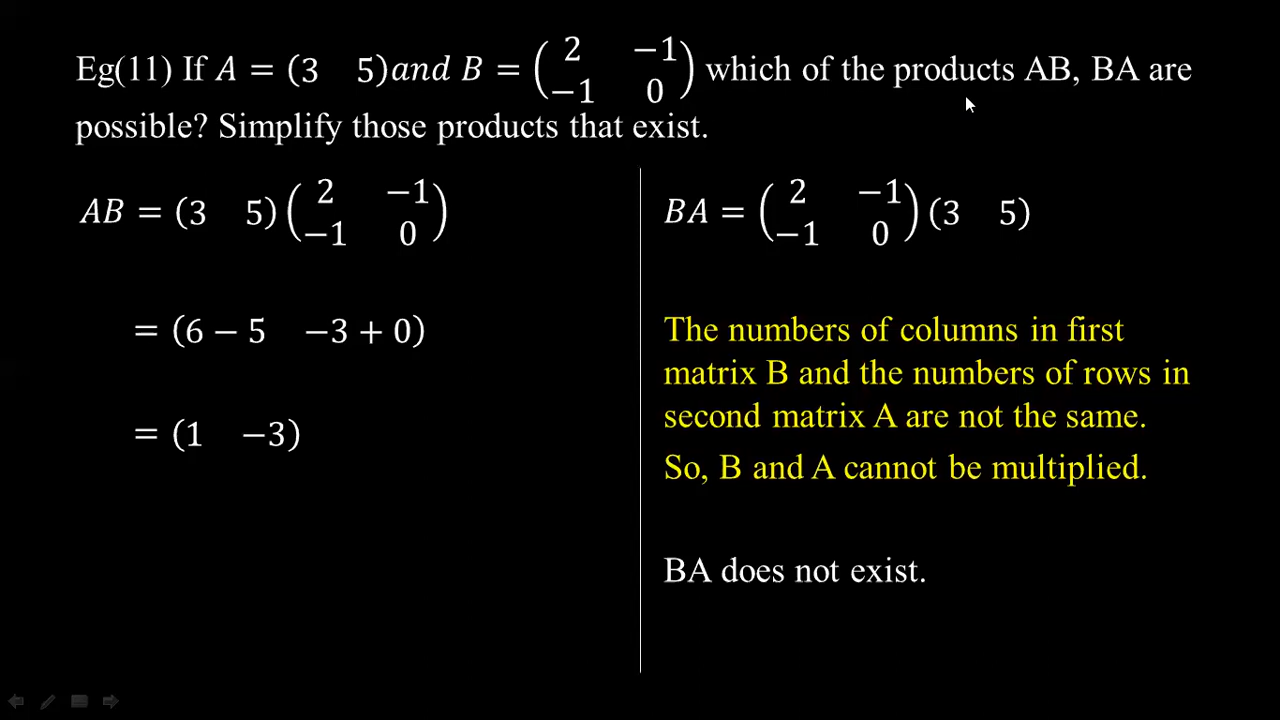 Eg(11) If A = (3 5)and B = (2 −1 −1 0) which of the products AB, BA are
possible? Simplify those products that exist.
AB = (3 5)(2 −1 −1 0)
= (6 − 5 −3 + 0)
= (1 −3)
BA = (2 −1 −1 0)(3 5)
The numbers of columns in first
matrix B and the numbers of rows in
second matrix A are not the same.
So, B and A cannot be multiplied.
BA does not exist.